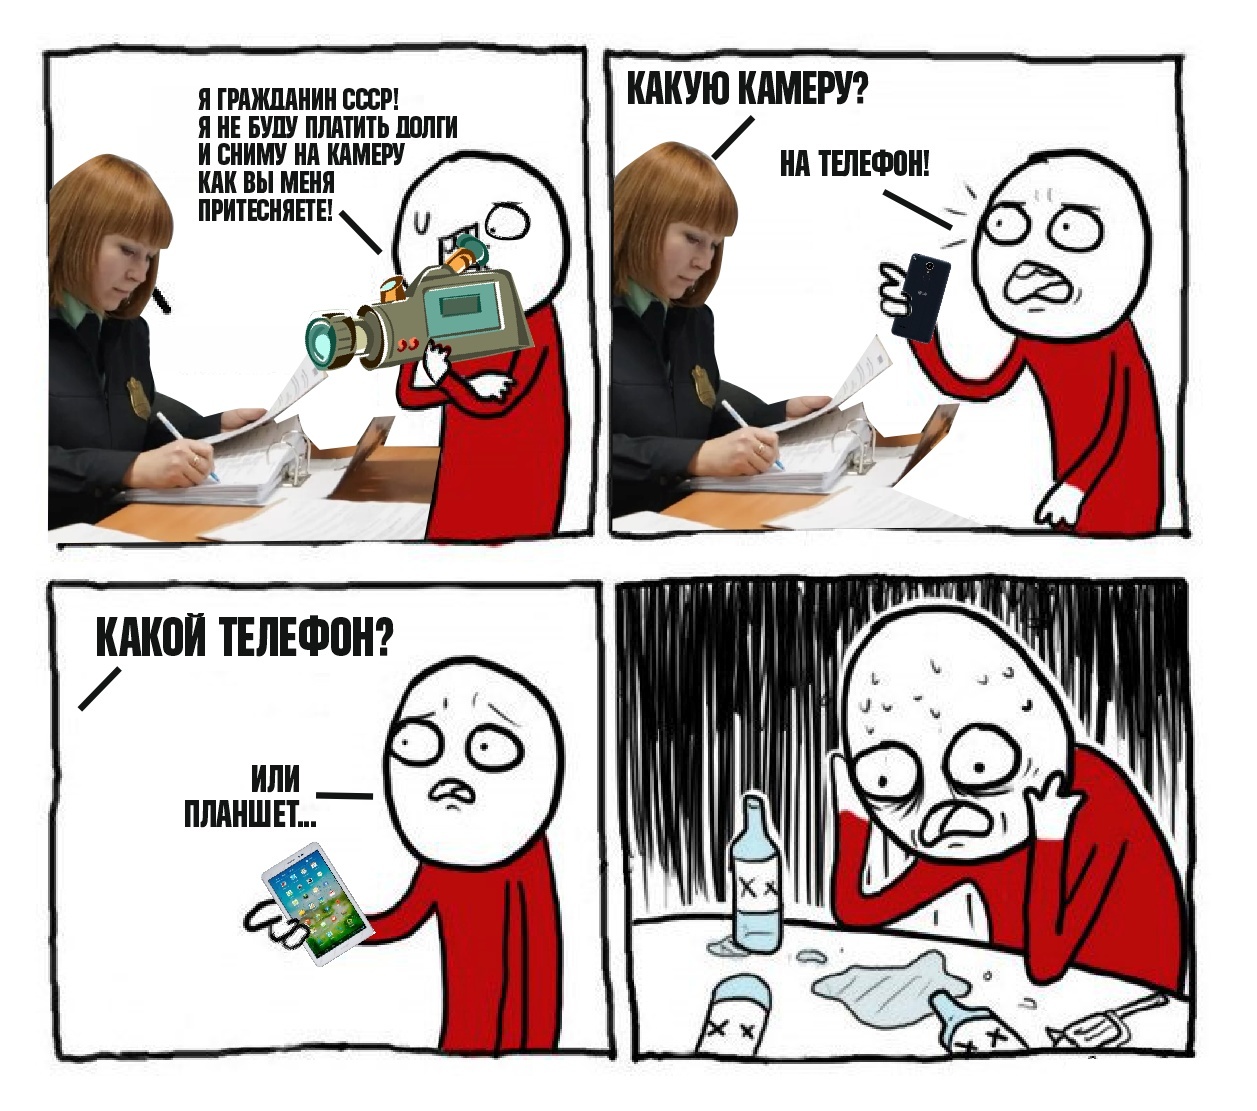 Я ГРАЖДАНИН СССР!
Я НЕ БУДУ ПЛАТИТЬ ДОЛГИ
И СНИМУ НА КАМЕРУ
КАК ВЫ МЕНЯ
ПРИТЕСНЯЕТЕ!
КАКУЮ КАМЕРУ?
НА ТЕЛЕФОН!
КАКОЙ ТЕЛЕФОН?
ИЛИ
ПЛАНШЕТ...
X X
X X
X X